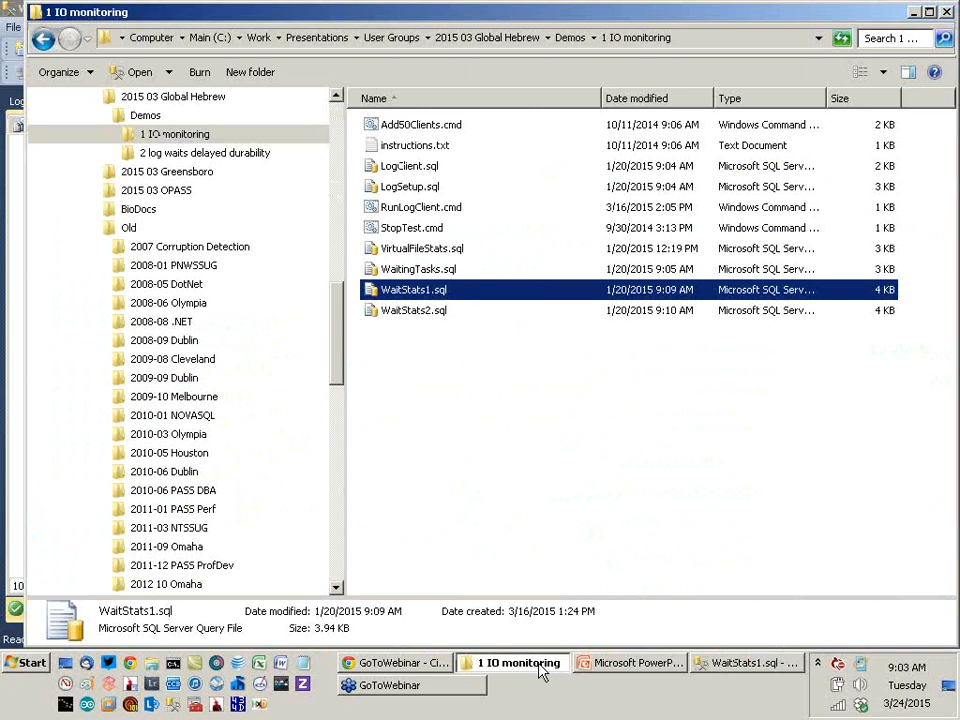 1 IO monitoring
File
Computer
Main (C:)
Work
Presentations
User Groups
2015 03 Global Hebrew
Demos
1 IO monitoring
Search 1 ...
Organize
Open
Burn
New folder
Name
Date modified
Type
Size
2015 03 Global Hebrew
Demos
1 IO monitoring
2 log waits delayed durability
2015 03 Greensboro
2015 03 OPASS
BioDocs
Old
2007 Corruption Detection
2008-01 PNWSSUG
2008-05 DotNet
2008-06 Olympia
2008-08 .NET
2008-09 Dublin
2009-08 Cleveland
2009-09 Dublin
2009-10 Melbourne
2010-01 NOVASQL
2010-03 Olympia
2010-05 Houston
2010-06 Dublin
2010-06 PASS DBA
2011-01 PASS Perf
2011-03 NTSSUG
2011-09 Omaha
2011-12 PASS ProfDev
2012 10 Omaha
Add50Clients.cmd 10/11/2014 9:06 AM Windows Command ... 2 KB
instructions.txt 10/11/2014 9:06 AM Text Document 1 KB
LogClient.sql 1/20/2015 9:04 AM Microsoft SQL Serv... 2 KB
LogSetup.sql 1/20/2015 9:04 AM Microsoft SQL Serv... 3 KB
RunLogClient.cmd 3/16/2015 2:05 PM Windows Command ... 1 KB
StopTest.cmd 9/30/2014 3:13 PM Windows Command ... 1 KB
VirtualFileStats.sql 1/20/2015 12:19 PM Microsoft SQL Serv... 3 KB
WaitingTasks.sql 1/20/2015 9:05 AM Microsoft SQL Serv... 3 KB
WaitStats1.sql 1/20/2015 9:09 AM Microsoft SQL Serv... 4 KB
WaitStats2.sql 1/20/2015 9:10 AM Microsoft SQL Serv... 4 KB
WaitStats1.sql Date modified: 1/20/2015 9:09 AM Date created: 3/16/2015 1:24 PM
Microsoft SQL Server Query File Size: 3.94 KB
Start
GoToWebinar - Ci...
1 IO monitoring
Microsoft PowerP...
WaitStats1.sql - ...
GoToWebinar
9:03 AM
Tuesday
3/24/2015